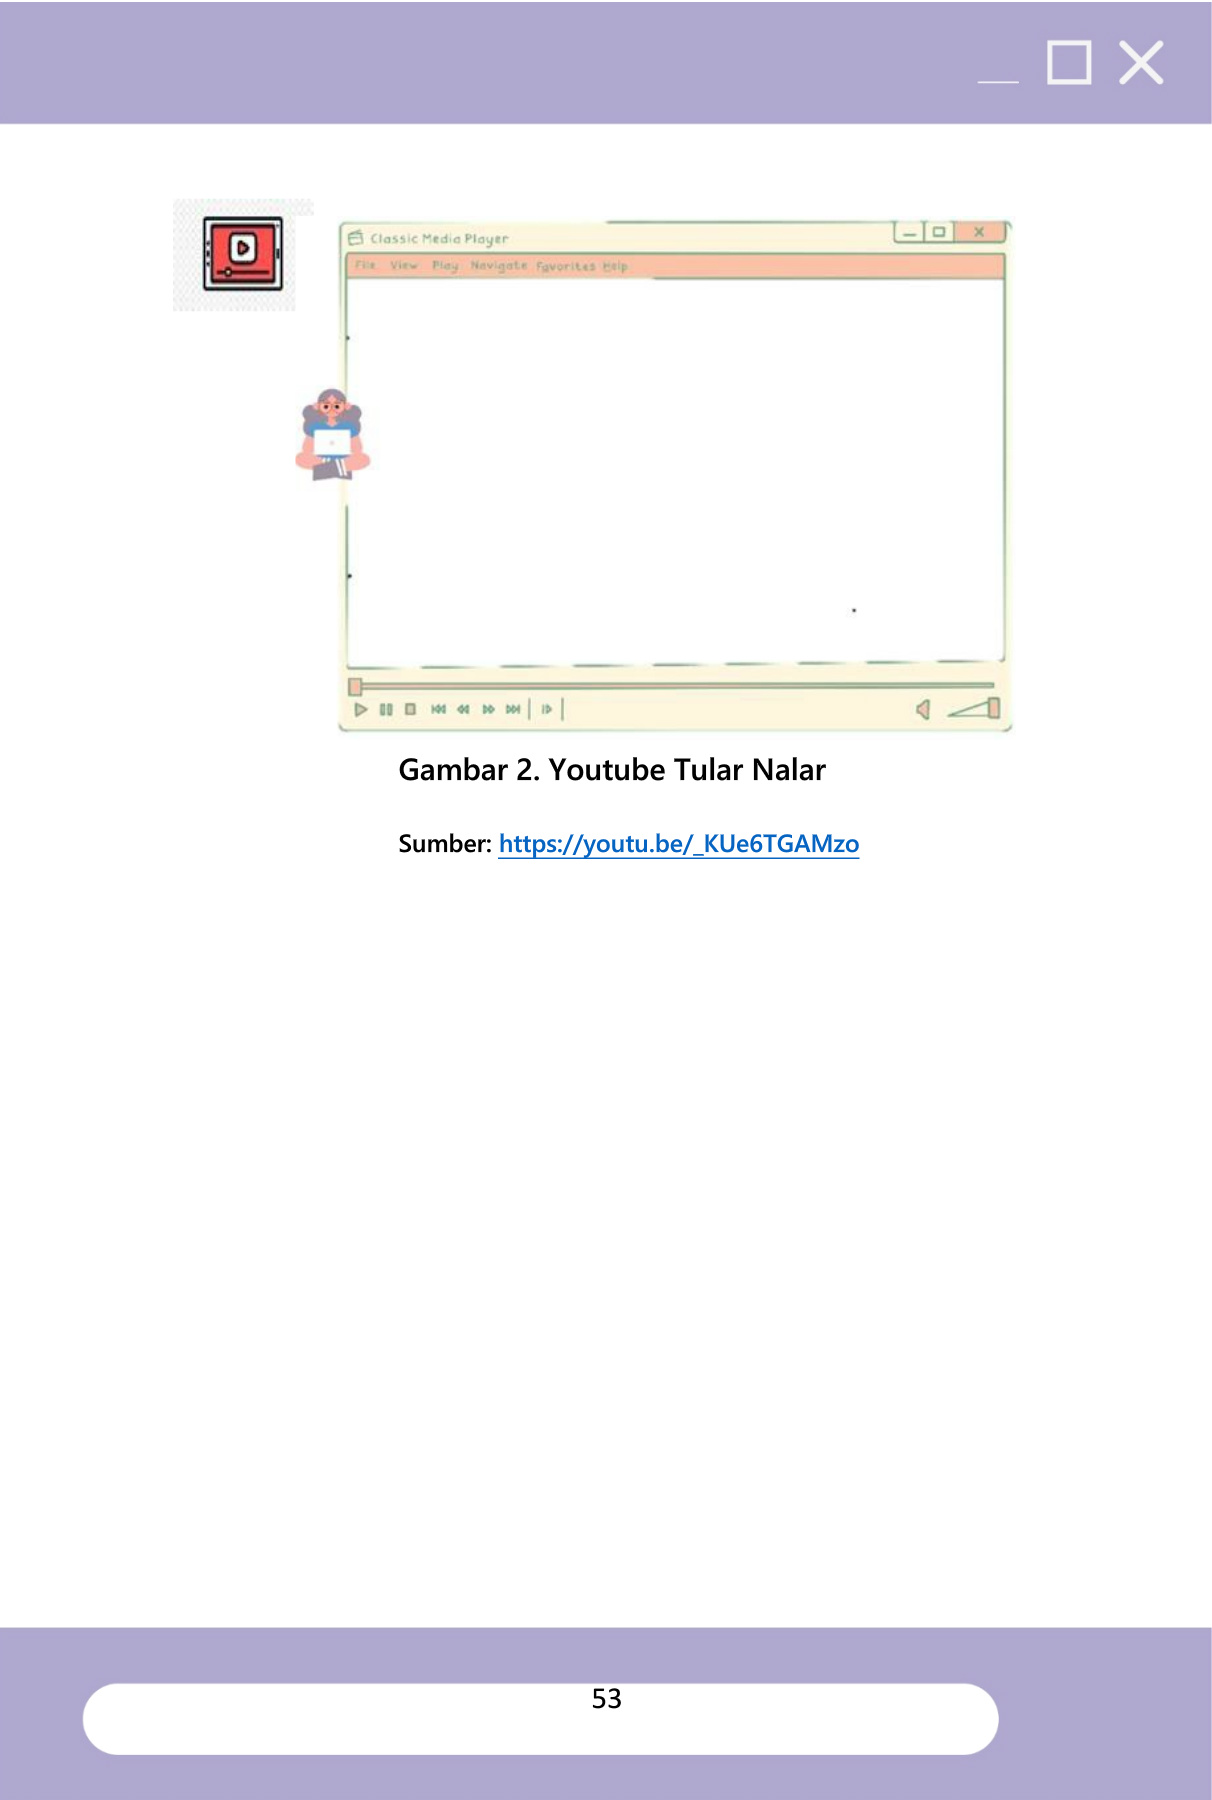 Classic Media Player
File View Play Navigate Favorites Help
Gambar 2. Youtube Tular Nalar
Sumber: https://youtu.be/_KUe6TGAMzo
53